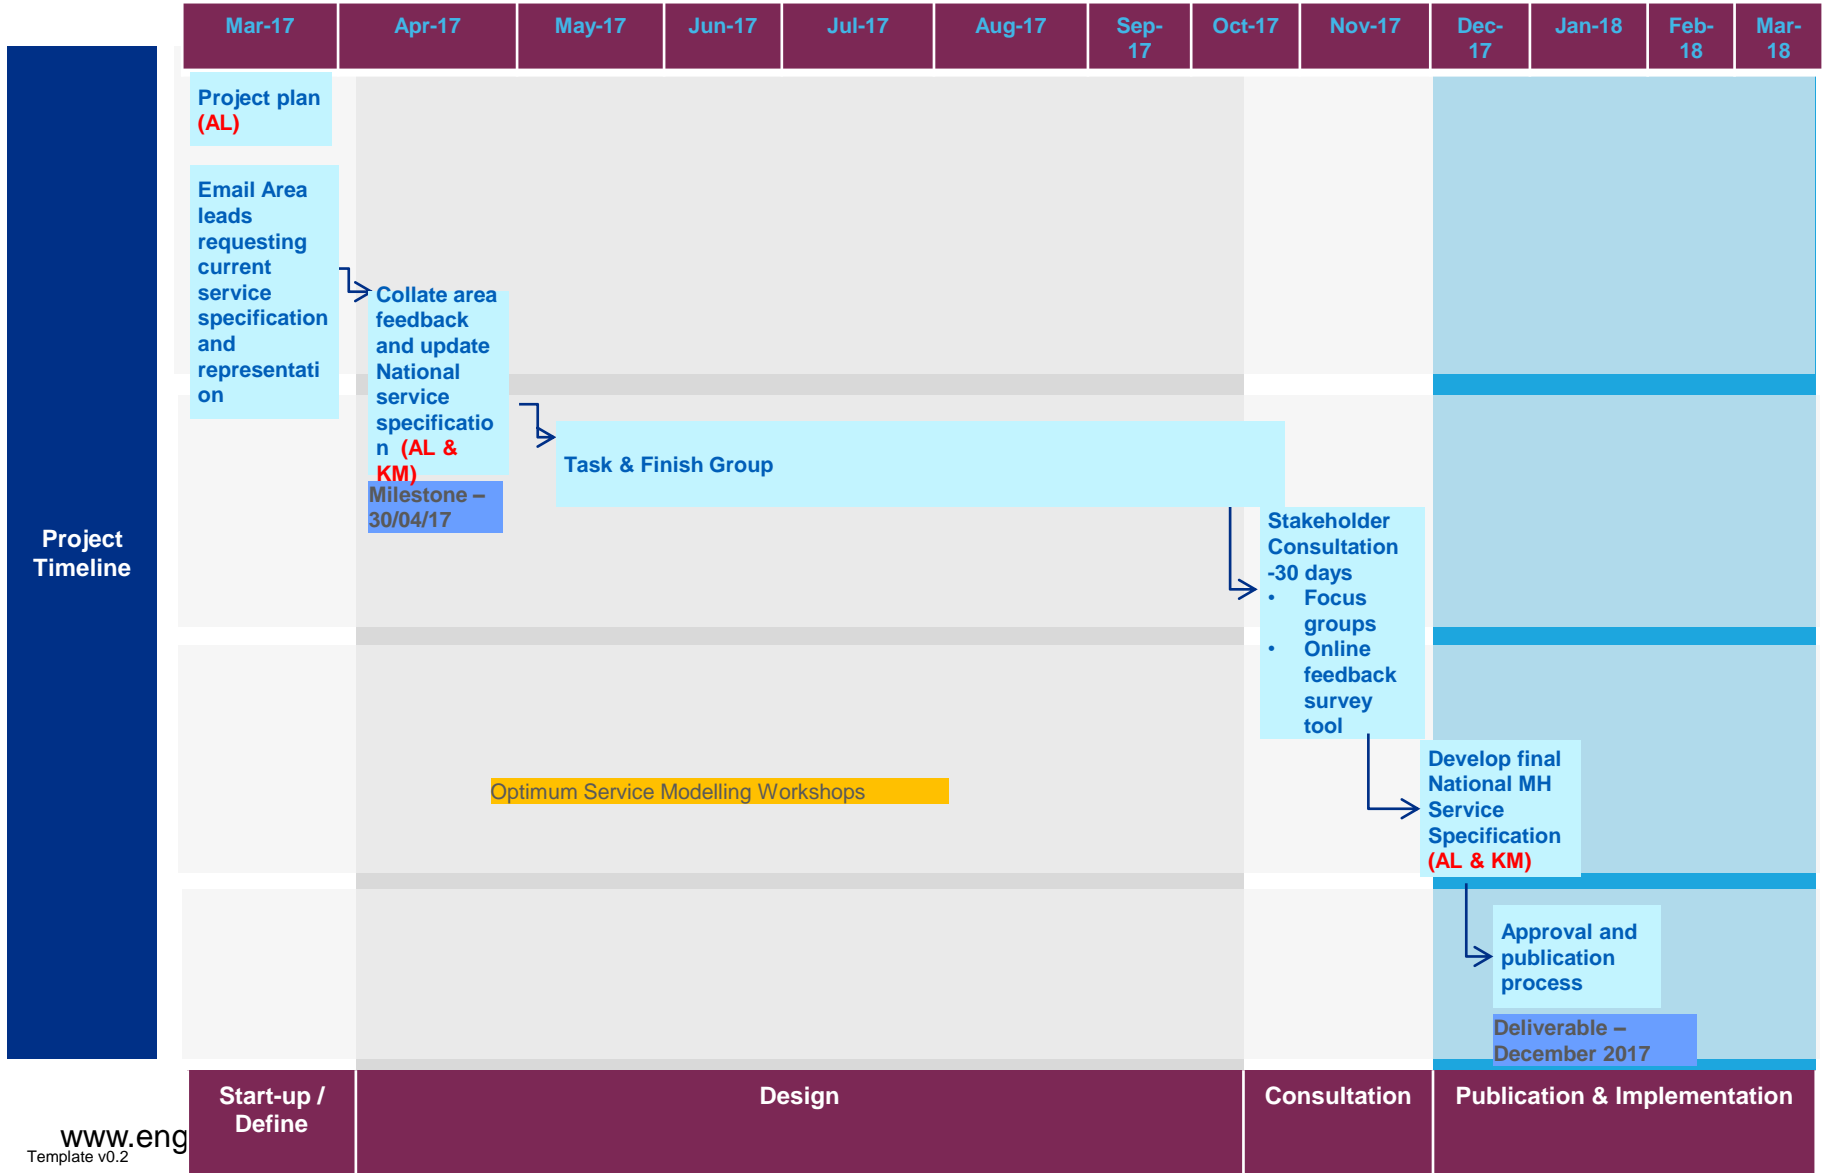 Mar-17 Apr-17 May-17 Jun-17 Jul-17 Aug-17 Sep- Oct-17 Nov-17 Dec- Jan-18 Feb- Mar-
17 17 18 18
Project plan
(AL)
Email Area
leads
requesting
current
service
specification
and
representati
on
Collate area
feedback
and update
National
service
specificatio
n (AL &
KM)
Milestone –
30/04/17
Task & Finish Group
Project
Timeline
Stakeholder
Consultation
-30 days
• Focus
groups
• Online
feedback
survey
tool
Optimum Service Modelling Workshops
Develop final
National MH
Service
Specification
(AL & KM)
Approval and
publication
process
Deliverable –
December 2017
Start-up /
Define
Design
Consultation
Publication & Implementation
www.eng
Template v0.2